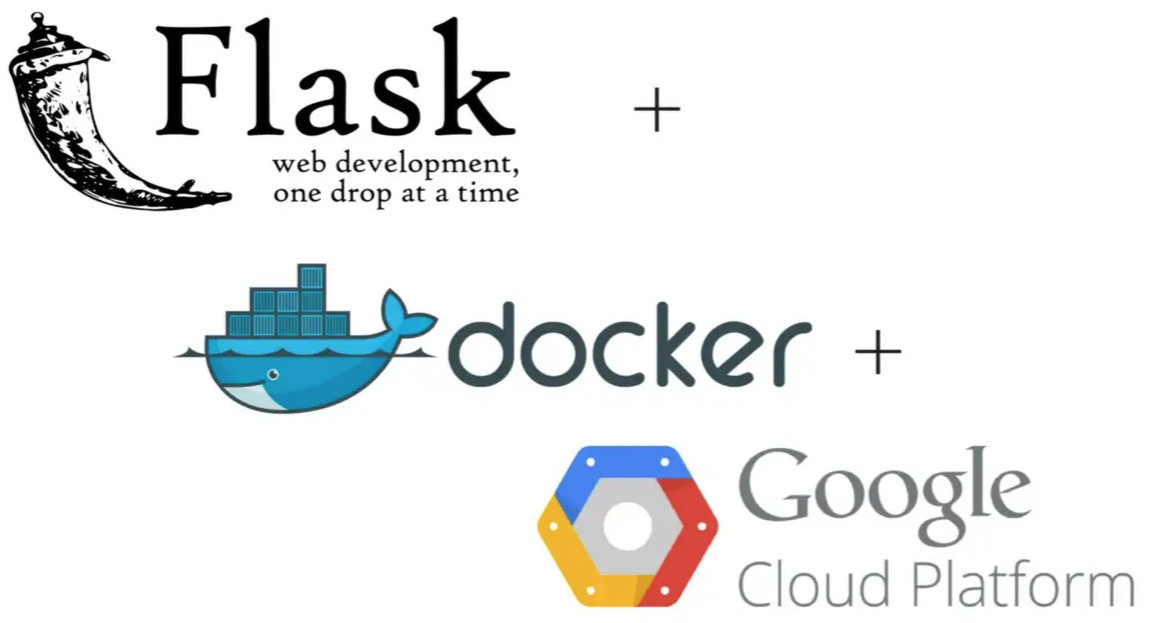 Flask
web development,
one drop at a time
+
docker
+
Google
Cloud Platform